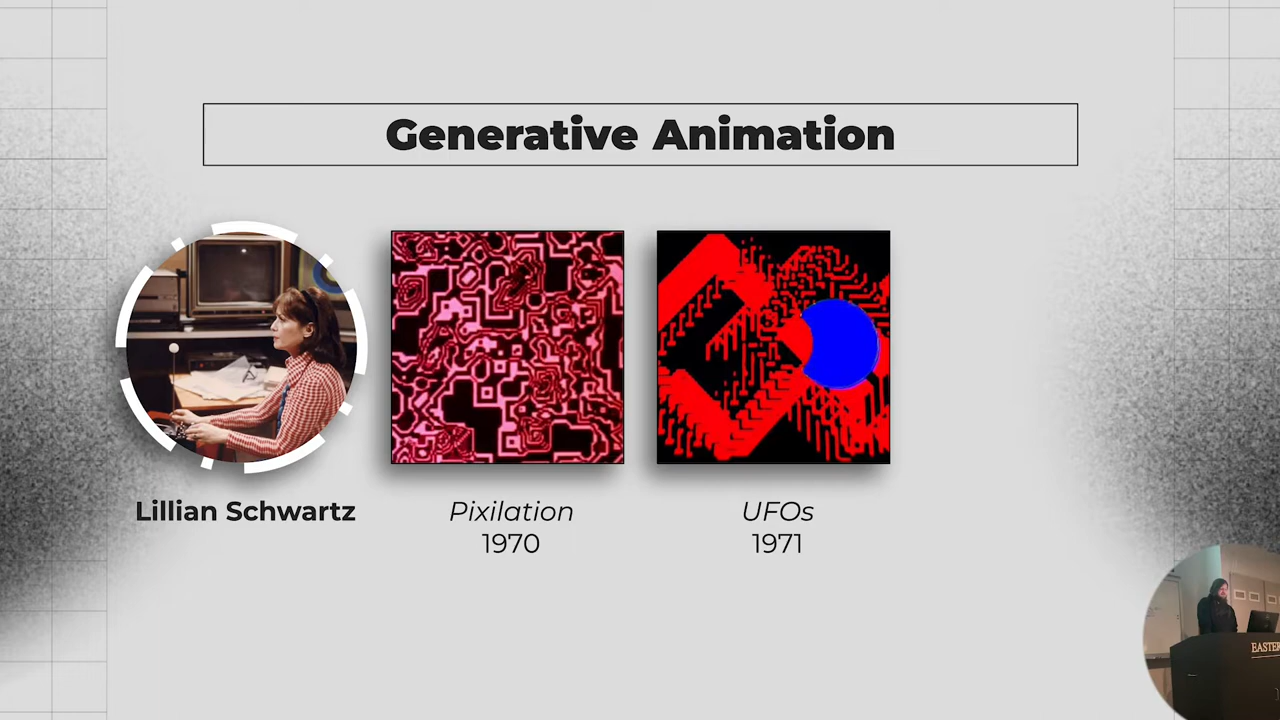 Generative Animation
Lillian Schwartz
Pixilation
1970
UFOs
1971